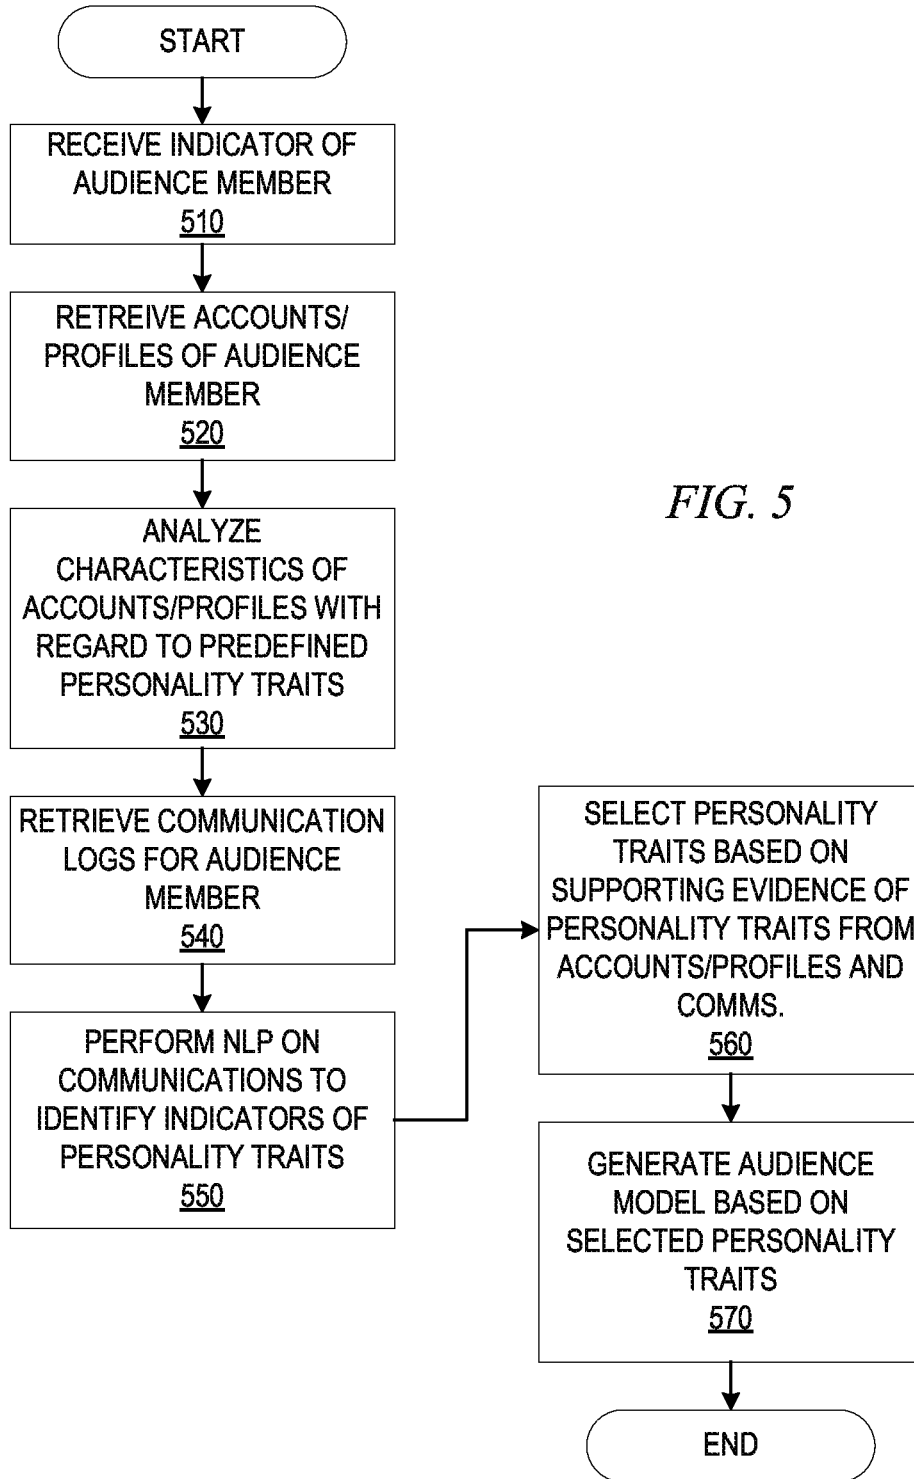 START
RECEIVE INDICATOR OF
AUDIENCE MEMBER
510
RETREIVE ACCOUNTS/
PROFILES OF AUDIENCE
MEMBER
520
ANALYZE
CHARACTERISTICS OF
ACCOUNTS/PROFILES WITH
REGARD TO PREDEFINED
PERSONALITY TRAITS
530
RETRIEVE COMMUNICATION
LOGS FOR AUDIENCE
MEMBER
540
PERFORM NLP ON
COMMUNICATIONS TO
IDENTIFY INDICATORS OF
PERSONALITY TRAITS
550
FIG. 5
SELECT PERSONALITY
TRAITS BASED ON
SUPPORTING EVIDENCE OF
PERSONALITY TRAITS FROM
ACCOUNTS/PROFILES AND
COMMS.
560
GENERATE AUDIENCE
MODEL BASED ON
SELECTED PERSONALITY
TRAITS
570
END